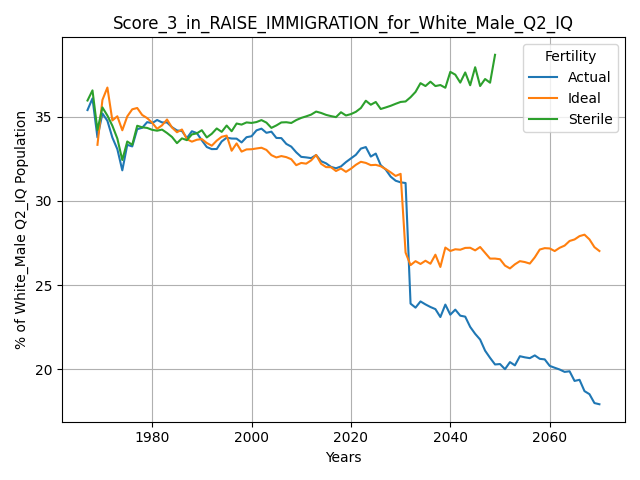 Score_3_in_RAISE_IMMIGRATION_for_White_Male_Q2_IQ
% of White_Male Q2_IQ Population
35
30
25
20
Fertility
Actual
Ideal
Sterile
1980
2000
2020
2040
2060
Years